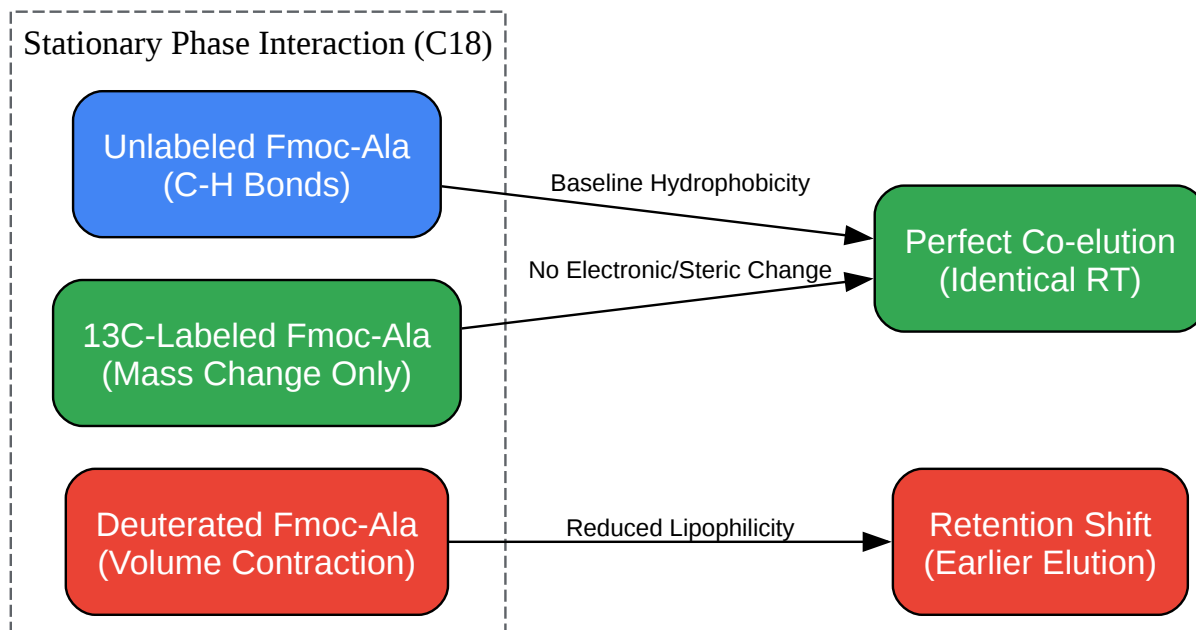 Stationary Phase Interaction (C18)
Unlabeled Fmoc-Ala
(C-H Bonds)
Baseline Hydrophobicity
13C-Labeled Fmoc-Ala
(Mass Change Only)
No Electronic/Steric Change
Perfect Co-elution
(Identical RT)
Deuterated Fmoc-Ala
(Volume Contraction)
Reduced Lipophilicity
Retention Shift
(Earlier Elution)